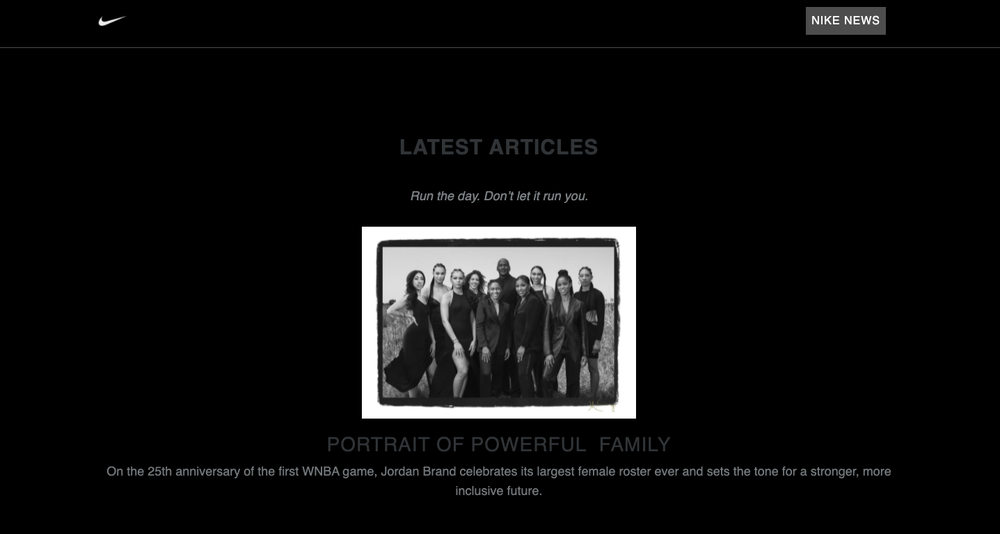 NIKE NEWS
LATEST ARTICLES
Run the day. Don’t let it run you.
PORTRAIT OF POWERFUL  FAMILY
On the 25th anniversary of the first WNBA game, Jordan Brand celebrates its largest female roster ever and sets the tone for a stronger, more
inclusive future.